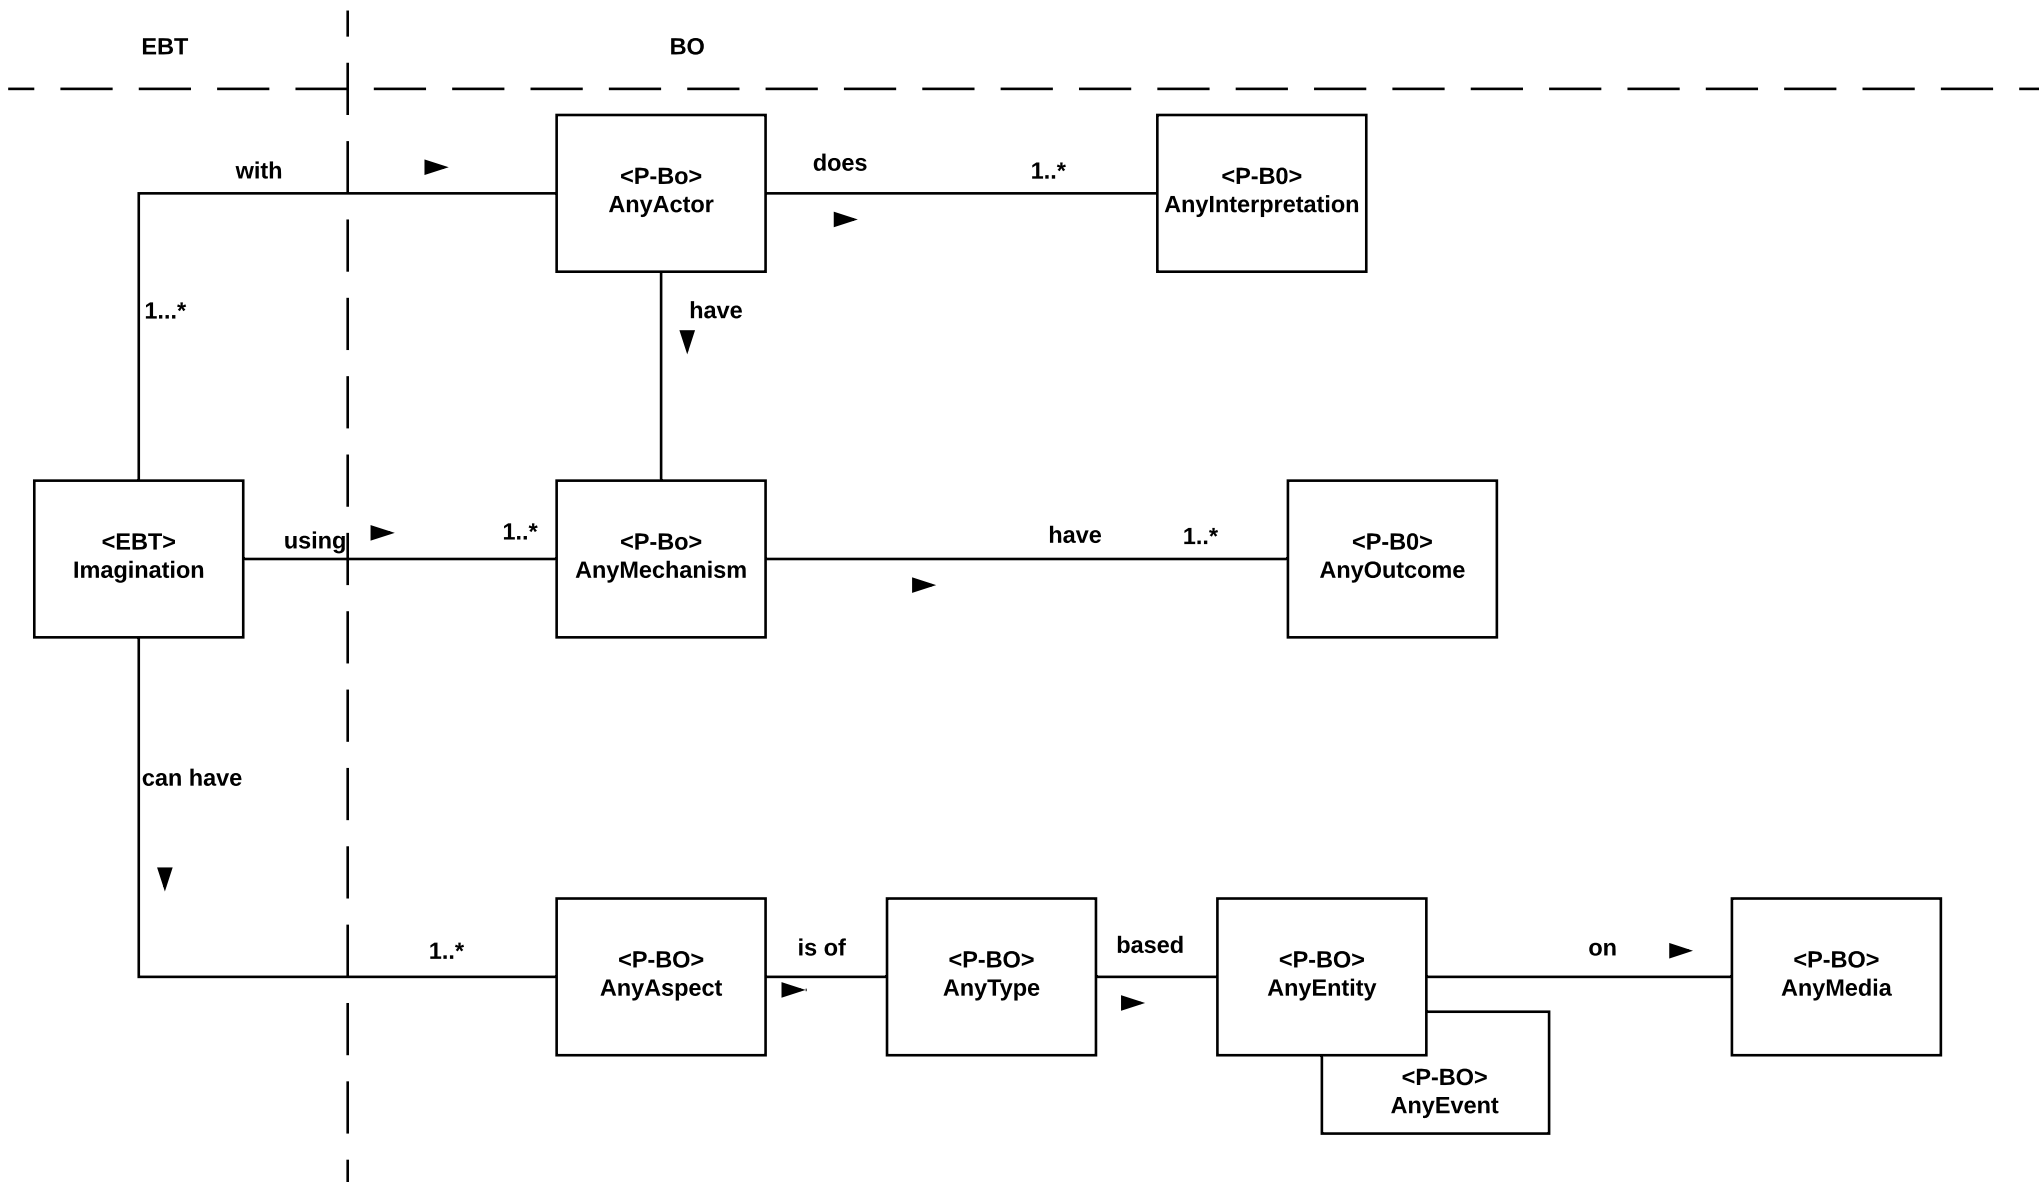 EBT
BO
with
<P-Bo>
AnyActor
does
1..*
<P-B0>
AnyInterpretation
1...*
have
<EBT>
Imagination
using
1..*
<P-Bo>
AnyMechanism
have
1..*
<P-B0>
AnyOutcome
can have
1..*
<P-BO>
AnyAspect
is of
<P-BO>
AnyType
based
<P-BO>
AnyEntity
on
<P-BO>
AnyMedia
<P-BO>
AnyEvent